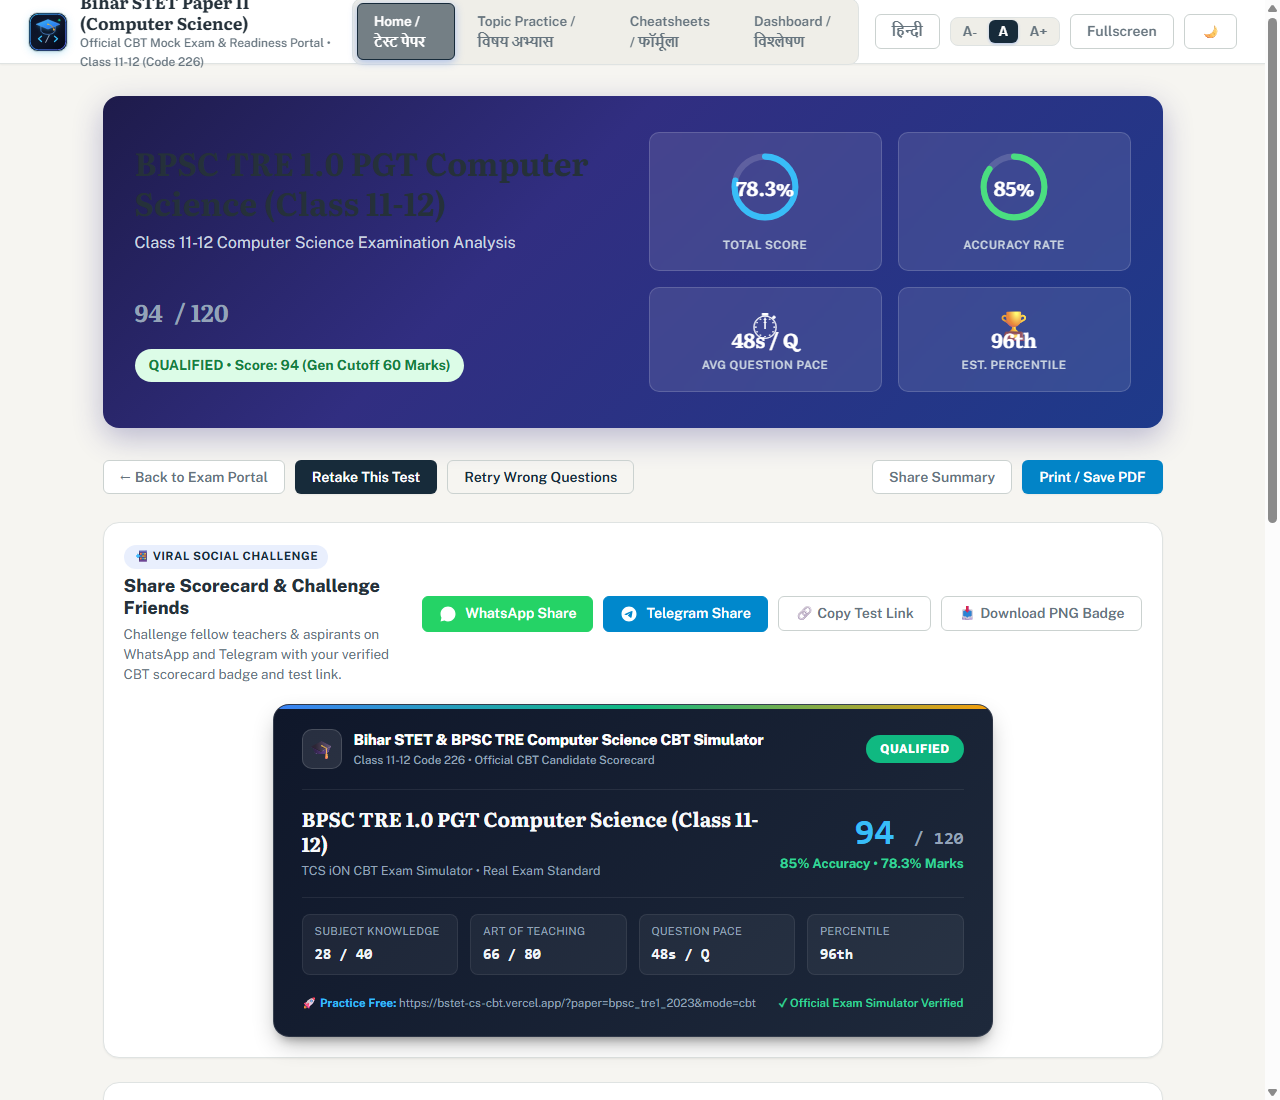 Bihar STET Paper II
(Computer Science)
Official CBT Mock Exam & Readiness Portal •
Class 11-12 (Code 226)
Home /
टेस्ट पेपर
Topic Practice /
विषय अभ्यास
Cheatsheets
/ फॉर्मूला
Dashboard /
विश्लेषण
हिन्दी
A-
A
A+
Fullscreen
BPSC TRE 1.0 PGT Computer
Science (Class 11-12)
Class 11-12 Computer Science Examination Analysis
94 / 120
QUALIFIED • Score: 94 (Gen Cutoff 60 Marks)
78.3%
TOTAL SCORE
85%
ACCURACY RATE
48s / Q
AVG QUESTION PACE
96th
EST. PERCENTILE
← Back to Exam Portal
Retake This Test
Retry Wrong Questions
Share Summary
Print / Save PDF
VIRAL SOCIAL CHALLENGE
Share Scorecard & Challenge
Friends
Challenge fellow teachers & aspirants on
WhatsApp and Telegram with your verified
CBT scorecard badge and test link.
WhatsApp Share
Telegram Share
Copy Test Link
Download PNG Badge
Bihar STET & BPSC TRE Computer Science CBT Simulator
Class 11-12 Code 226 • Official CBT Candidate Scorecard
QUALIFIED
BPSC TRE 1.0 PGT Computer Science (Class 11-
12)
TCS iON CBT Exam Simulator • Real Exam Standard
94 / 120
85% Accuracy • 78.3% Marks
SUBJECT KNOWLEDGE
28 / 40
ART OF TEACHING
66 / 80
QUESTION PACE
48s / Q
PERCENTILE
96th
Practice Free: https://bstet-cs-cbt.vercel.app/?paper=bpsc_tre1_2023&mode=cbt
✓ Official Exam Simulator Verified